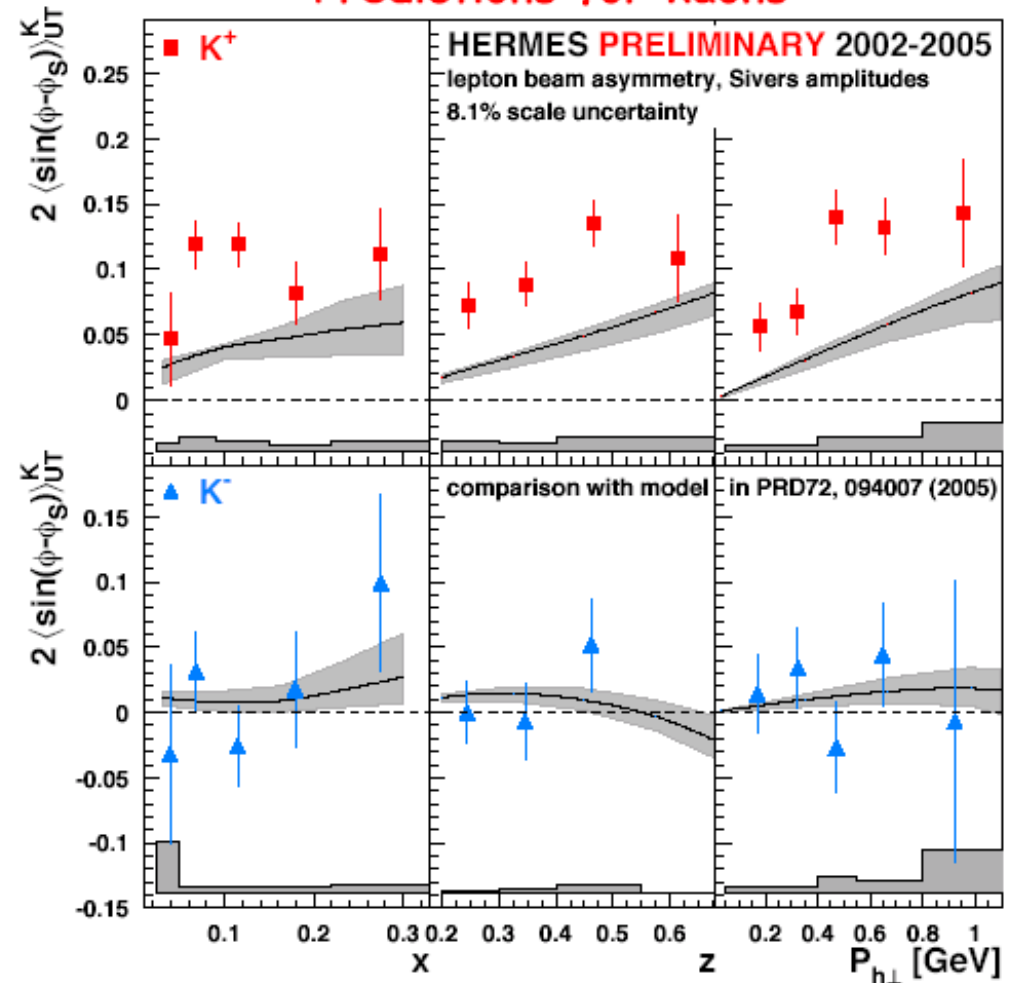 K+
HERMES PRELIMINARY 2002-2005
lepton beam asymmetry, Sivers amplitudes
8.1% scale uncertainty
2 ⟨sin(φ-φS)⟩KUT
0.25
0.2
0.15
0.1
0.05
0
K-
comparison with model in PRD72, 094007 (2005)
2 ⟨sin(φ-φS)⟩KUT
0.15
0.1
0.05
0
-0.05
-0.1
-0.15
0.1 0.2 0.3 0.2 0.3 0.4 0.5 0.6 0.2 0.4 0.6 0.8 1
x z Ph⊥ [GeV]